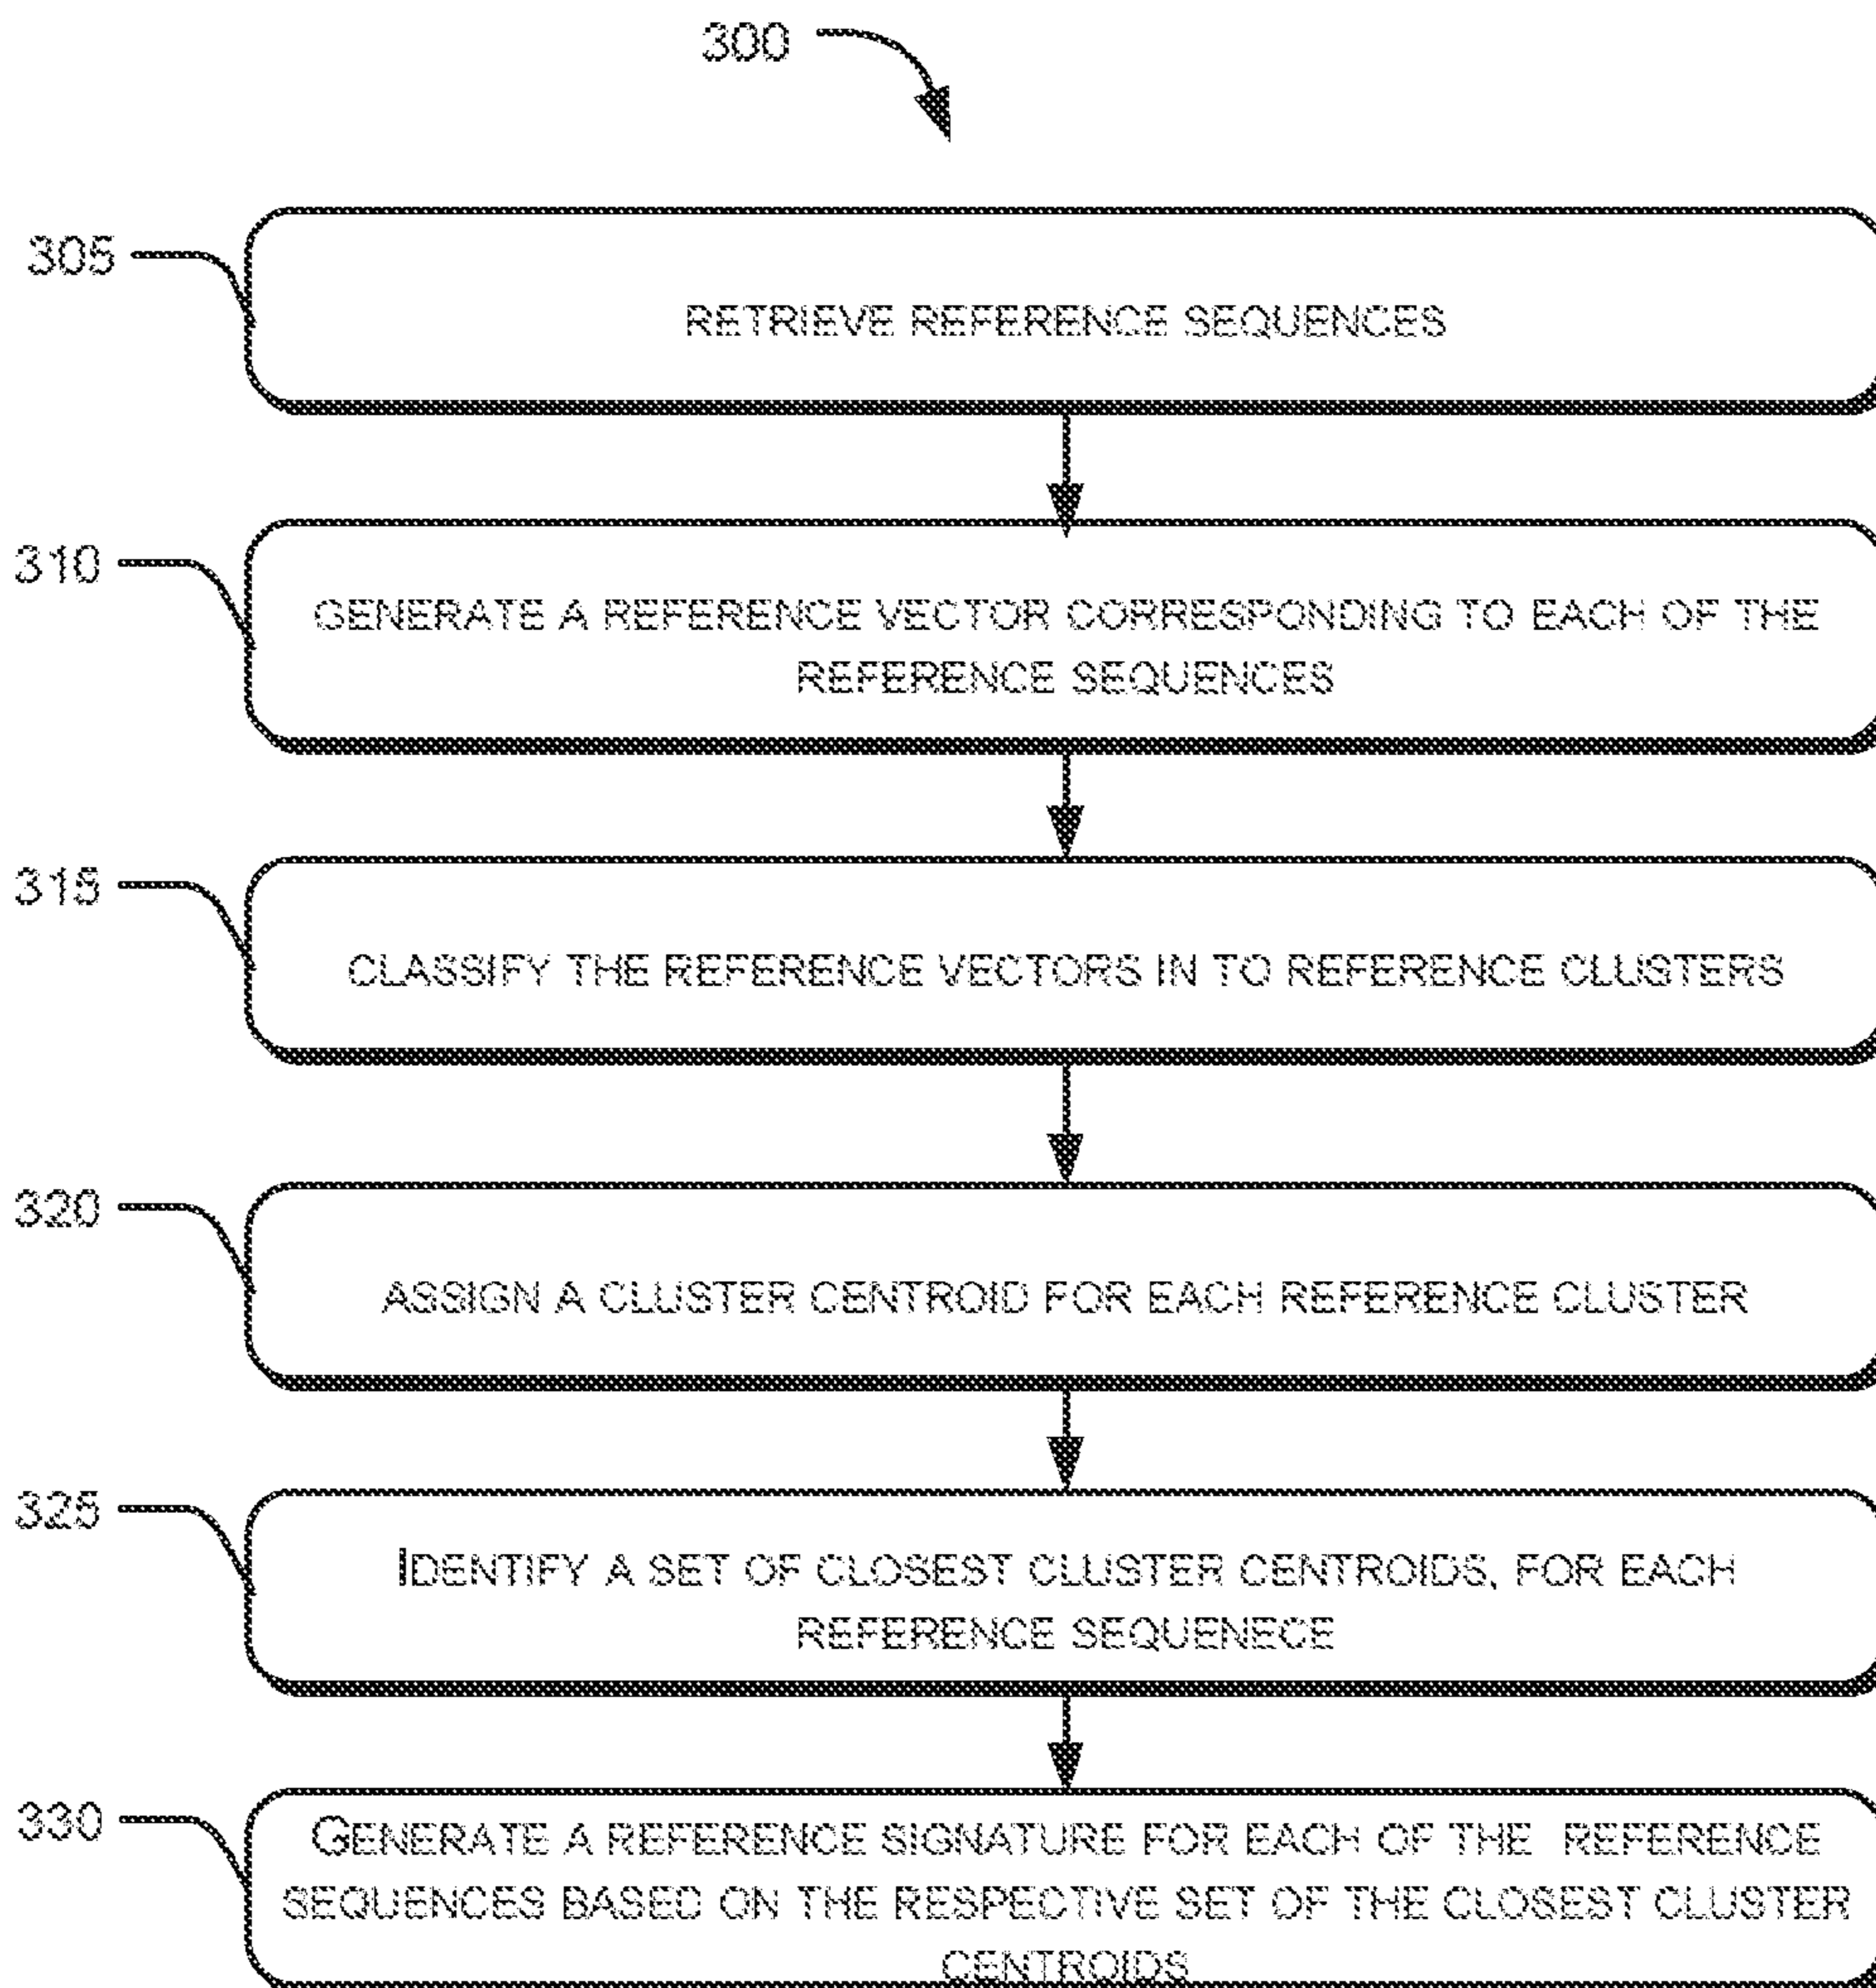 300
305
RETRIEVE REFERENCE SEQUENCES
310
GENERATE A REFERENCE VECTOR CORRESPONDING TO EACH OF THE
REFERENCE SEQUENCES
315
CLASSIFY THE REFERENCE VECTORS IN TO REFERENCE CLUSTERS
320
ASSIGN A CLUSTER CENTROID FOR EACH REFERENCE CLUSTER
325
IDENTIFY A SET OF CLOSEST CLUSTER CENTROIDS, FOR EACH
REFERENCE SEQUENECE
330
GENERATE A REFERENCE SIGNATURE FOR EACH OF THE REFERENCE
SEQUENCES BASED ON THE RESPECTIVE SET OF THE CLOSEST CLUSTER
CENTROIDS